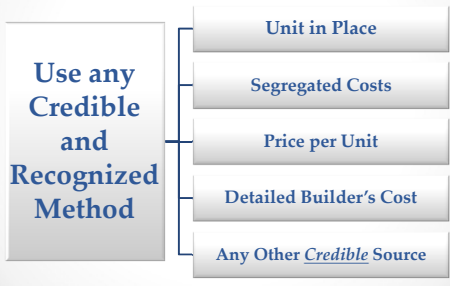 Use any
Credible
and
Recognized
Method
Unit in Place
Segregated Costs
Price per Unit
Detailed Builder's Cost
Any Other Credible Source